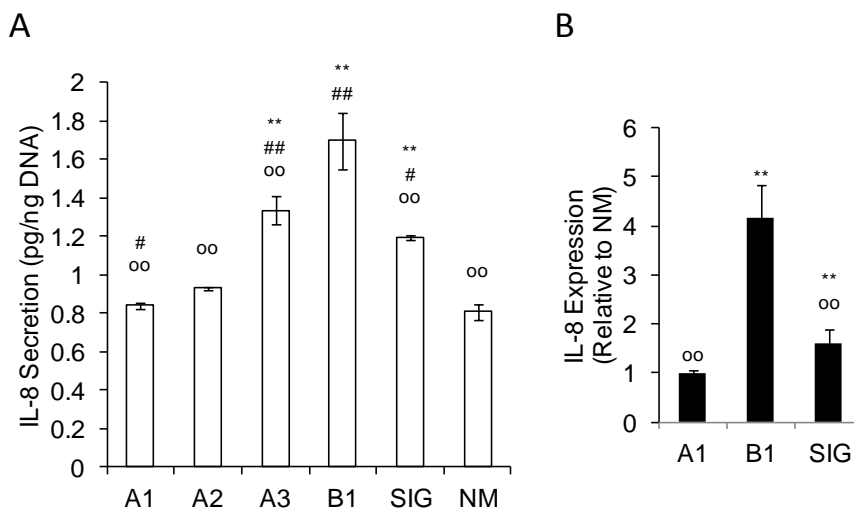 A
IL-8 Secretion (pg/ng DNA)
2
1.8
1.6
1.4
1.2
1
0.8
0.6
0.4
0.2
0
#
oo
oo
**
##
oo
**
##
**
#
oo
oo
A1 A2 A3 B1 SIG NM
B
IL-8 Expression
(Relative to NM)
6
5
4
3
2
1
0
oo
**
**
oo
A1 B1 SIG